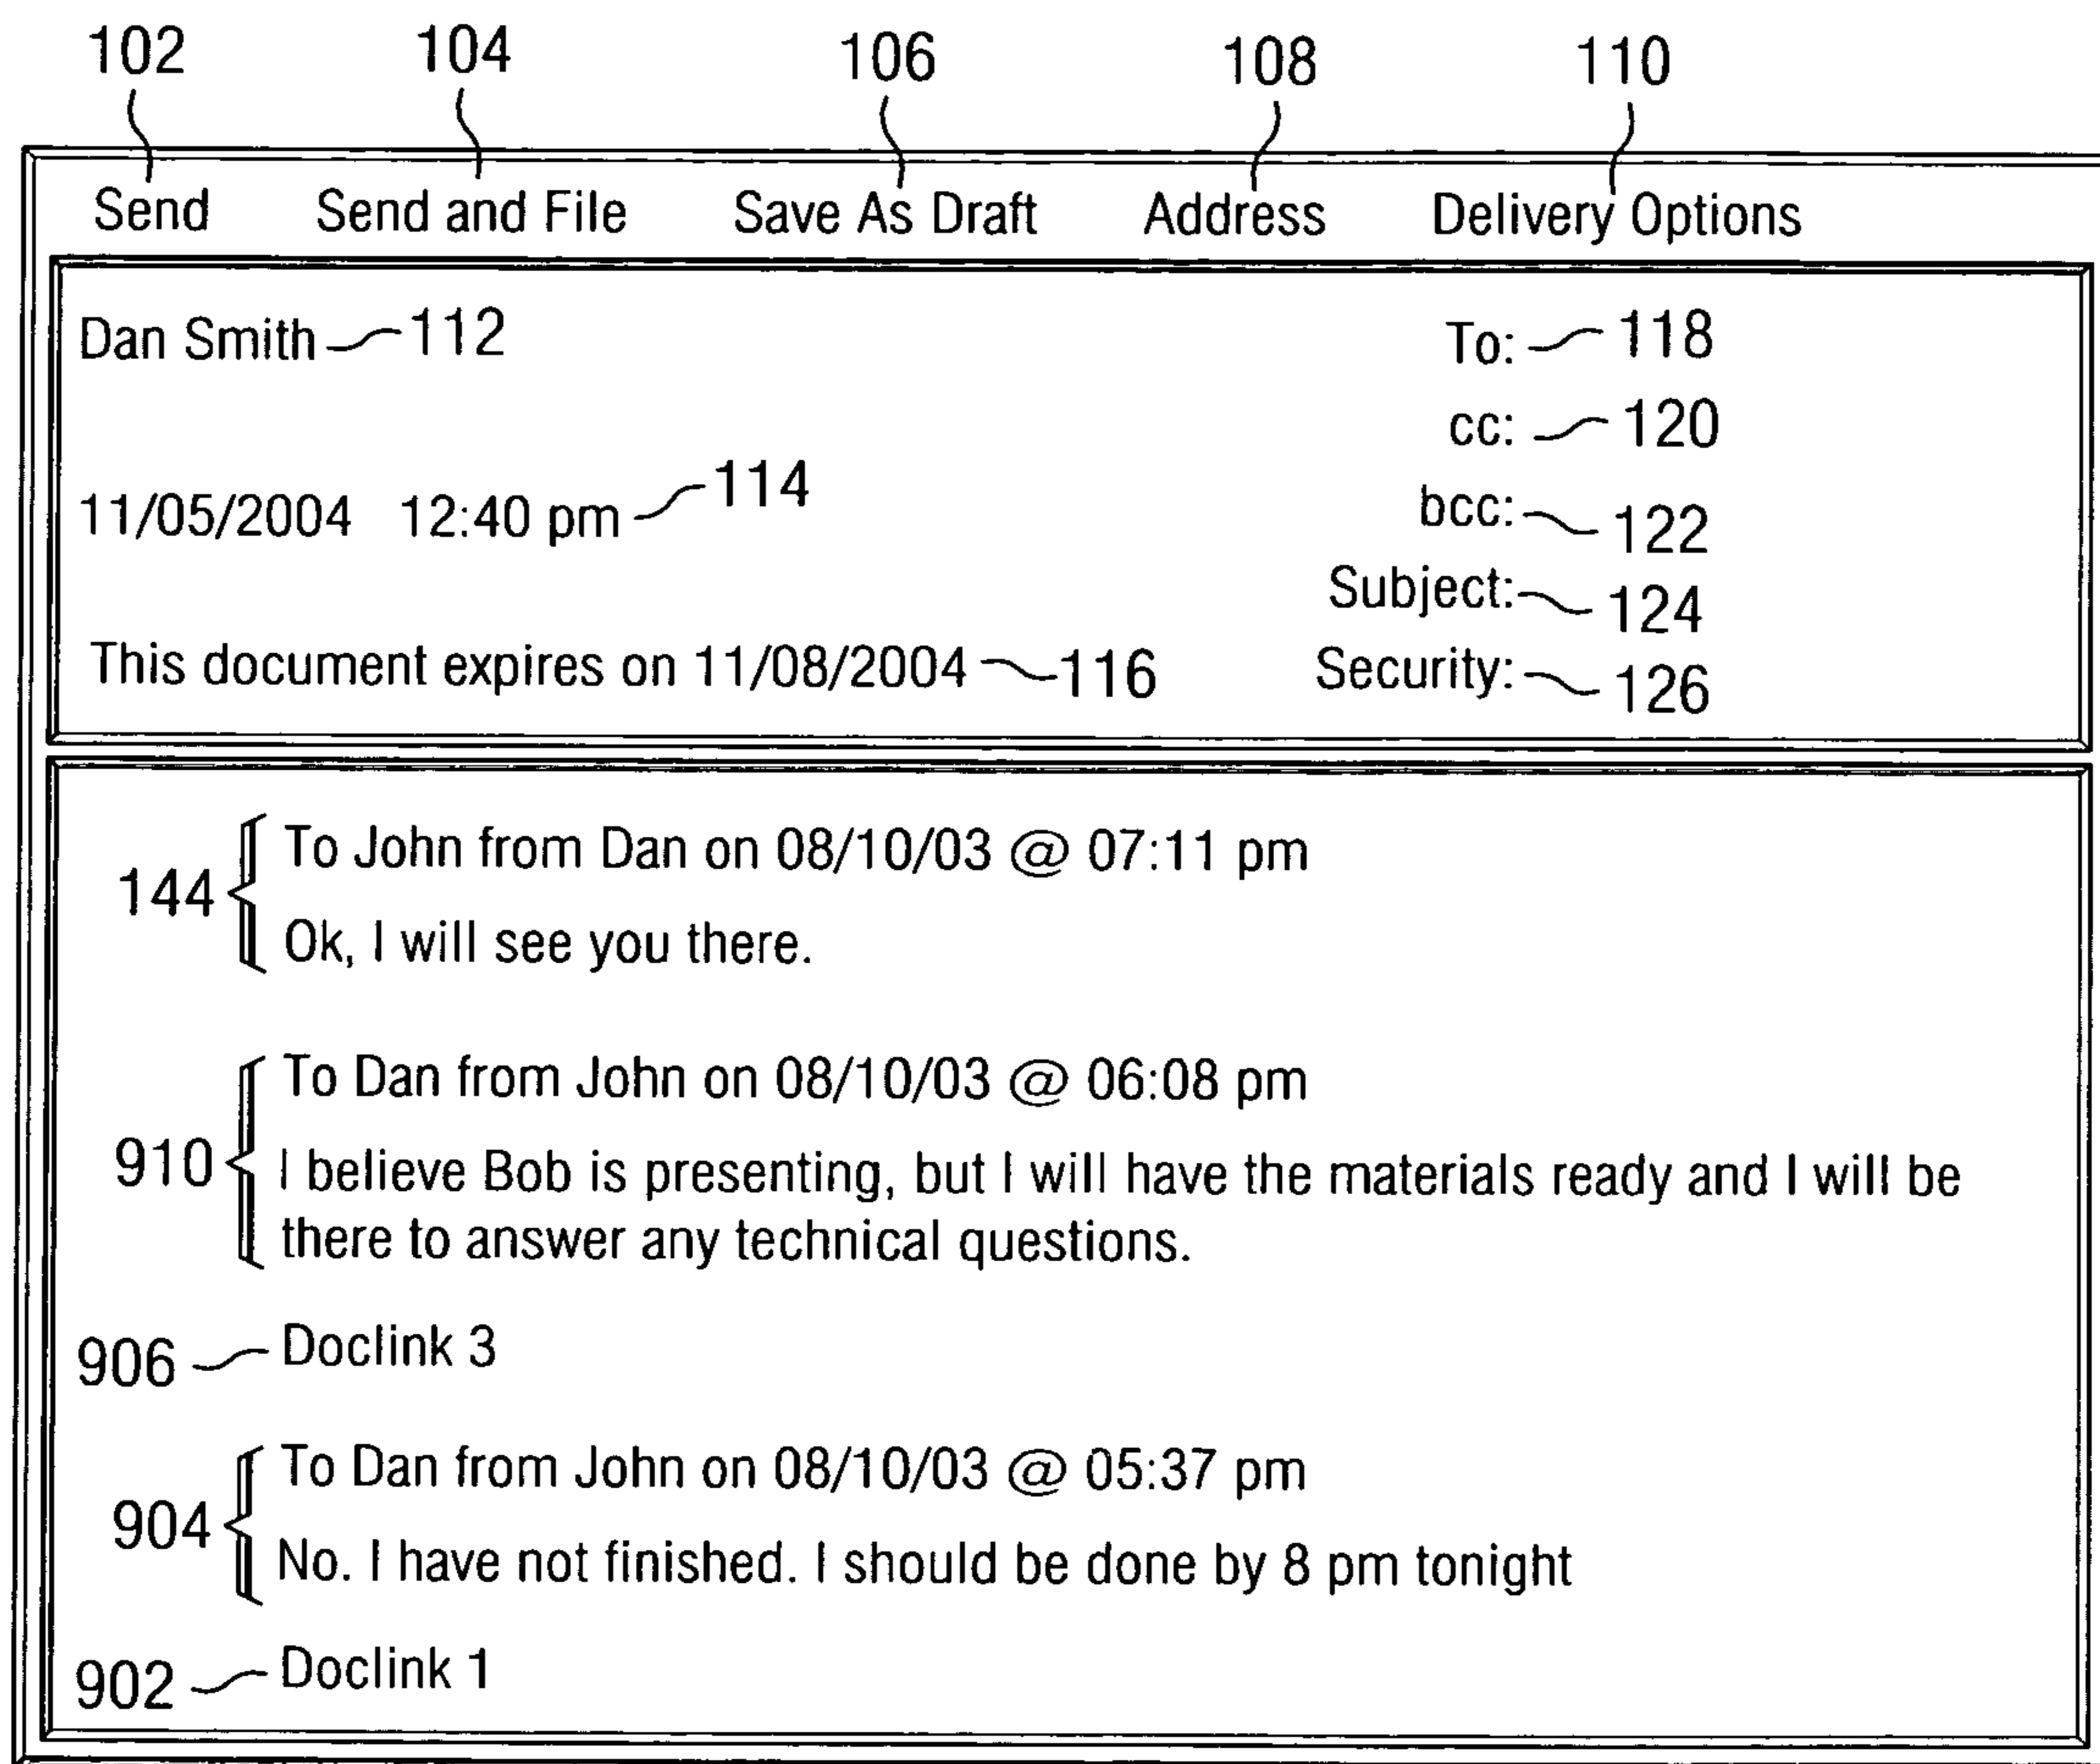 102 104 106 108 110
Send Send and File Save As Draft Address Delivery Options
Dan Smith 112 To: 118
cc: 120
11/05/2004 12:40 pm 114 bcc: 122
Subject: 124
This document expires on 11/08/2004 116 Security: 126
To John from Dan on 08/10/03 @ 07:11 pm
144
Ok, I will see you there.
To Dan from John on 08/10/03 @ 06:08 pm
910 I believe Bob is presenting, but I will have the materials ready and I will be
there to answer any technical questions.
906 Doclink 3
To Dan from John on 08/10/03 @ 05:37 pm
904
No. I have not finished. I should be done by 8 pm tonight
902 Doclink 1